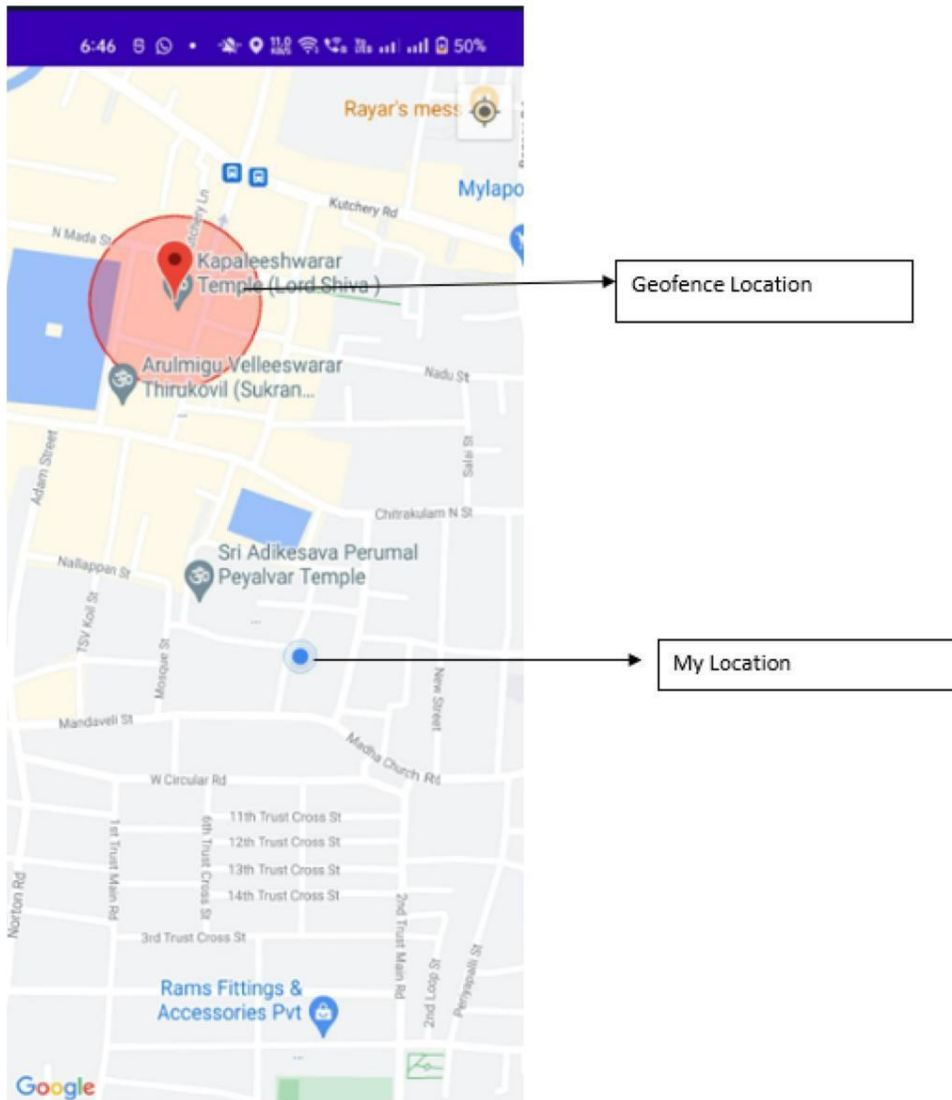 6:46
50%
Rayar's mess
Mylapo
Kutchery Rd
Kutchery Ln
N Mada St
Kapaleeshwarar
Temple (Lord Shiva )
Geofence Location
Arulmigu Velleeswarar
Thirukovil (Sukran...
Nadu St
Adam Street
Salai St
Chitrakulam N St
Sri Adikesava Perumal
Peyalvar Temple
Nallappan St
TSV Koil St
Mosque St
My Location
New Street
Mandaveli St
Madha Church Rd
W Circular Rd
11th Trust Cross St
12th Trust Cross St
13th Trust Cross St
14th Trust Cross St
1st Trust Main Rd
6th Trust Cross St
Norton Rd
3rd Trust Cross St
2nd Trust Main Rd
2nd Loop St
Periyapalli St
Rams Fittings &
Accessories Pvt
Google